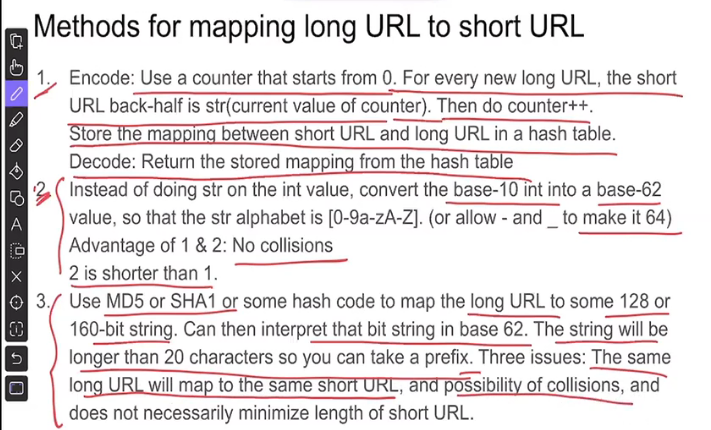 Methods for mapping long URL to short URL
1. Encode: Use a counter that starts from 0. For every new long URL, the short
URL back-half is str(current value of counter). Then do counter++.
Store the mapping between short URL and long URL in a hash table.
Decode: Return the stored mapping from the hash table
2. Instead of doing str on the int value, convert the base-10 int into a base-62
value, so that the str alphabet is [0-9a-zA-Z]. (or allow - and _ to make it 64)
Advantage of 1 & 2: No collisions
2 is shorter than 1.
3. Use MD5 or SHA1 or some hash code to map the long URL to some 128 or
160-bit string. Can then interpret that bit string in base 62. The string will be
longer than 20 characters so you can take a prefix. Three issues: The same
long URL will map to the same short URL, and possibility of collisions, and
does not necessarily minimize length of short URL.